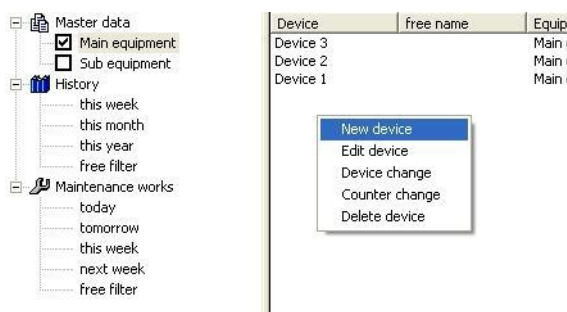 Master data
Main equipment
Sub equipment
History
this week
this month
this year
free filter
Maintenance works
today
tomorrow
this week
next week
free filter
Device free name Equip
Device 3 Main
Device 2 Main
Device 1 Main
New device
Edit device
Device change
Counter change
Delete device